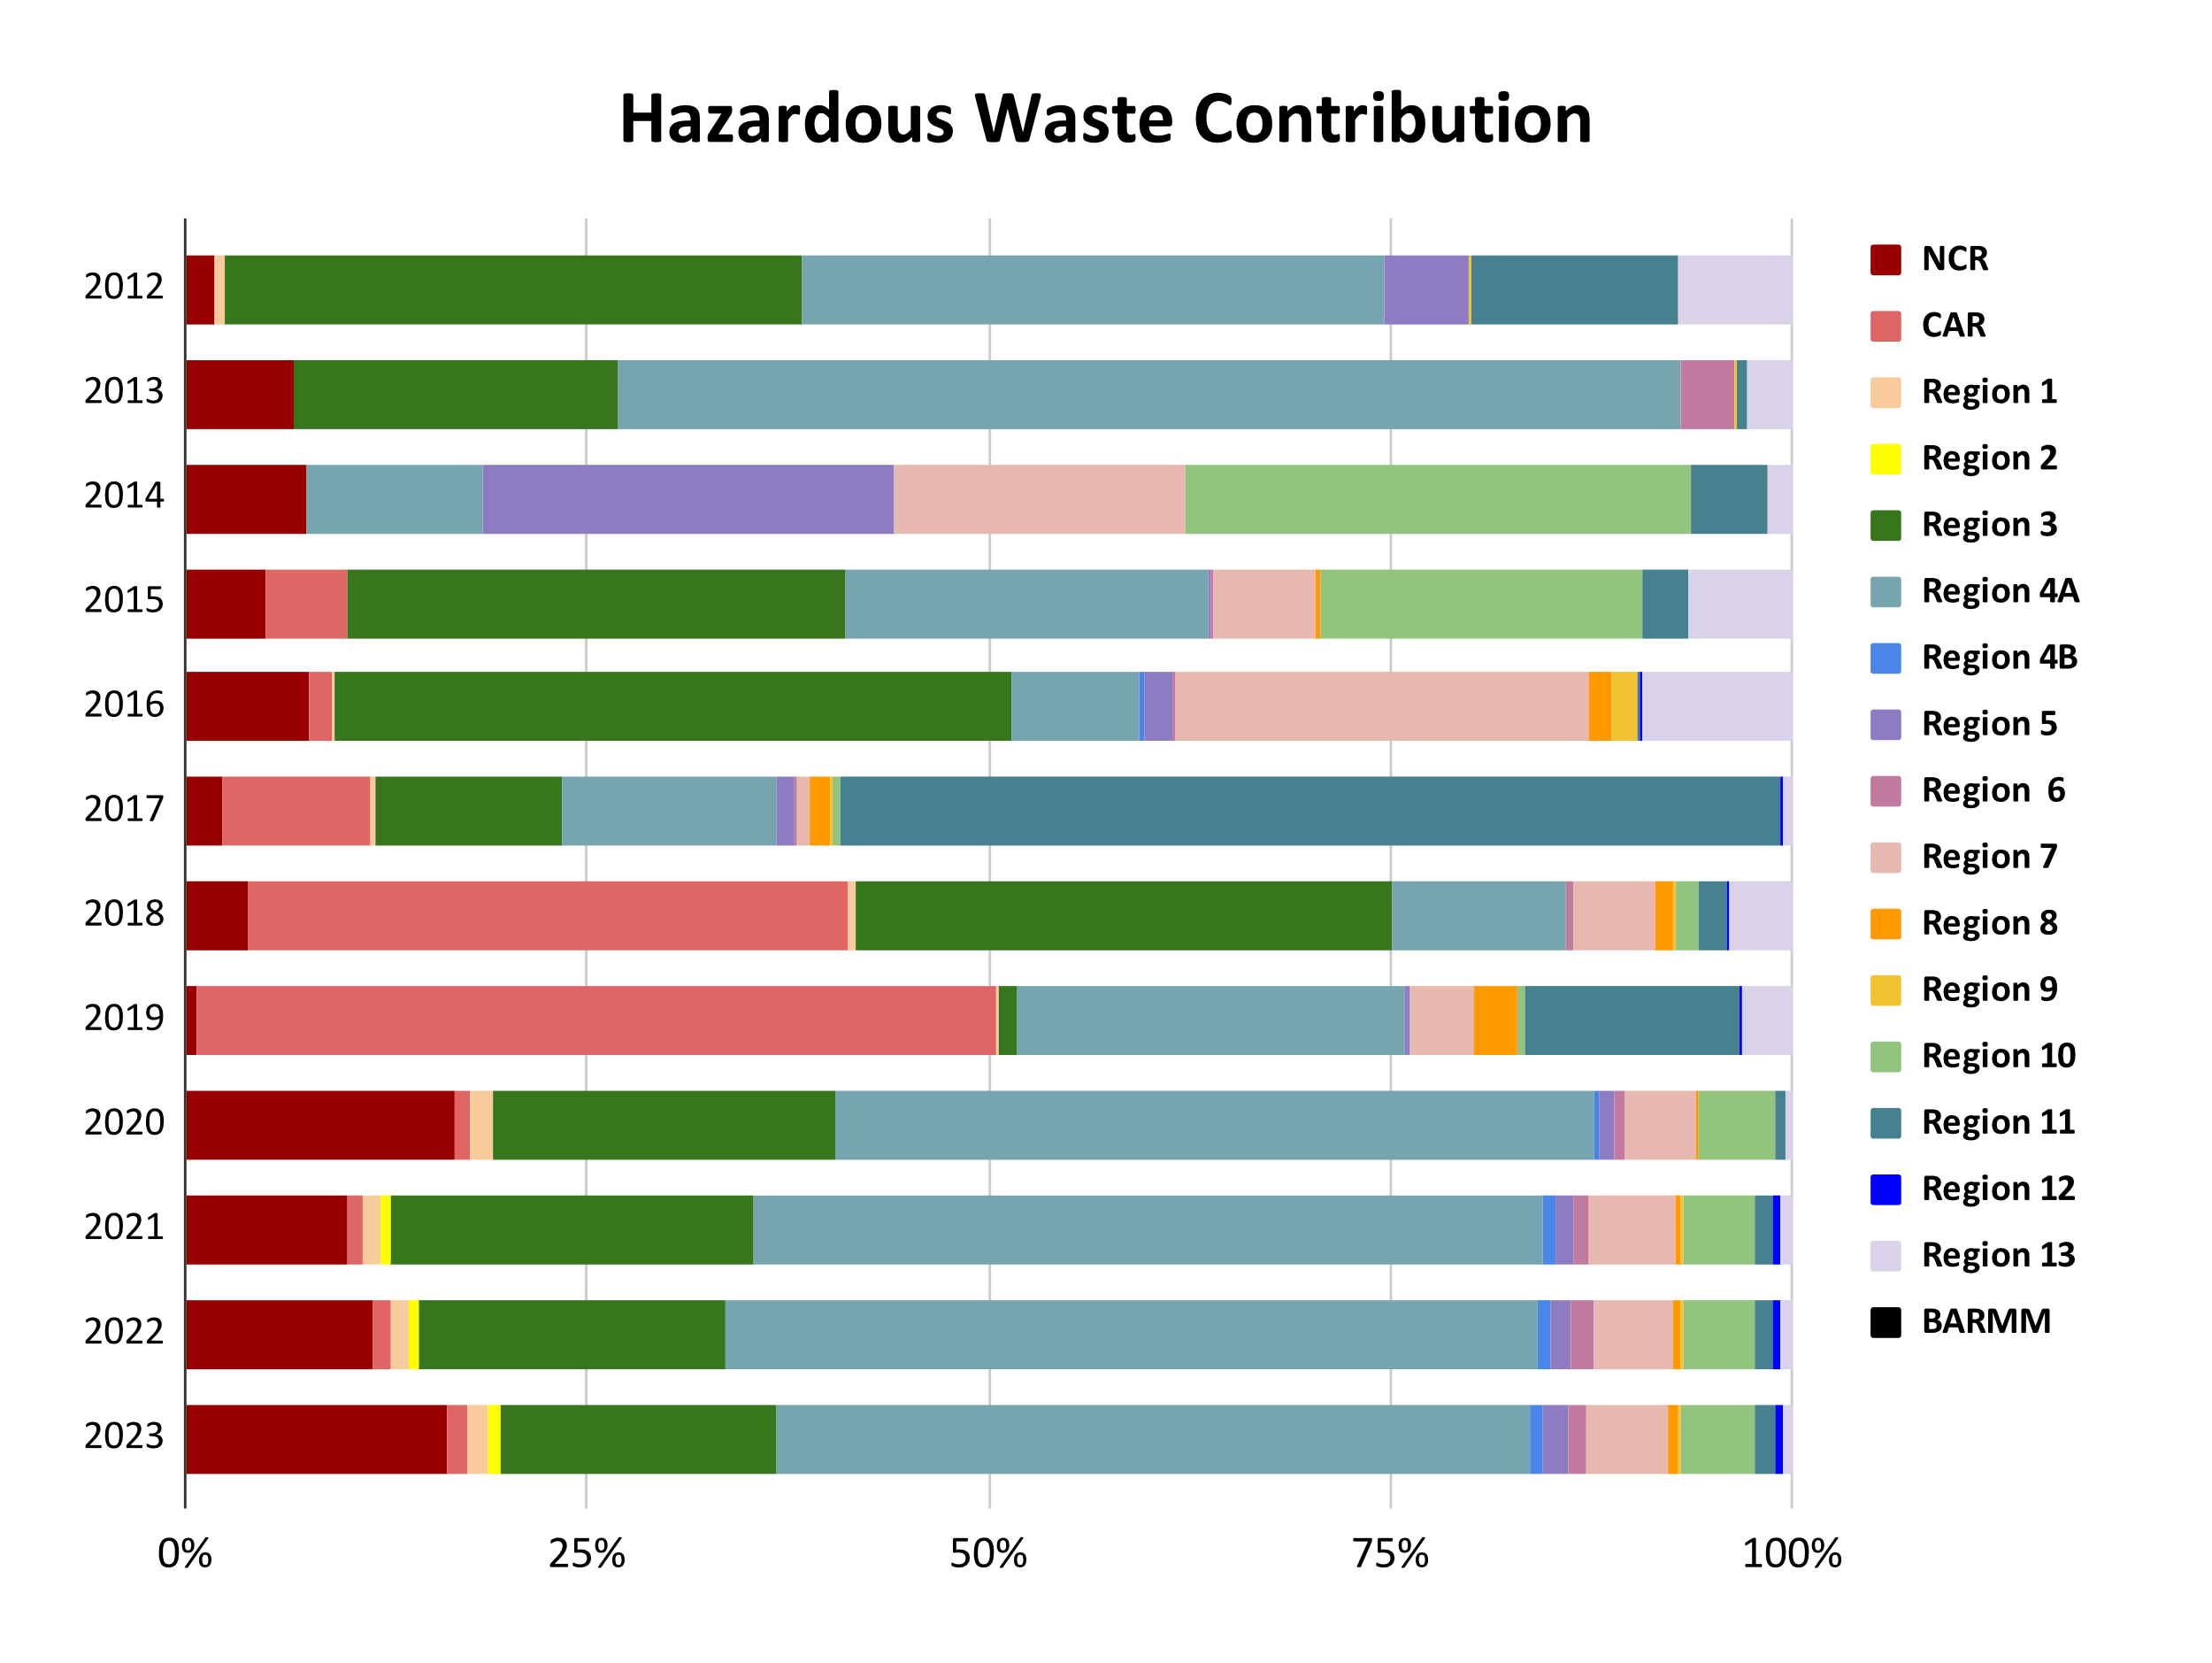 Hazardous Waste Contribution
2012
2013
2014
2015
2016
2017
2018
2019
2020
2021
2022
2023
0% 25% 50% 75% 100%
NCR
CAR
Region 1
Region 2
Region 3
Region 4A
Region 4B
Region 5
Region 6
Region 7
Region 8
Region 9
Region 10
Region 11
Region 12
Region 13
BARMM